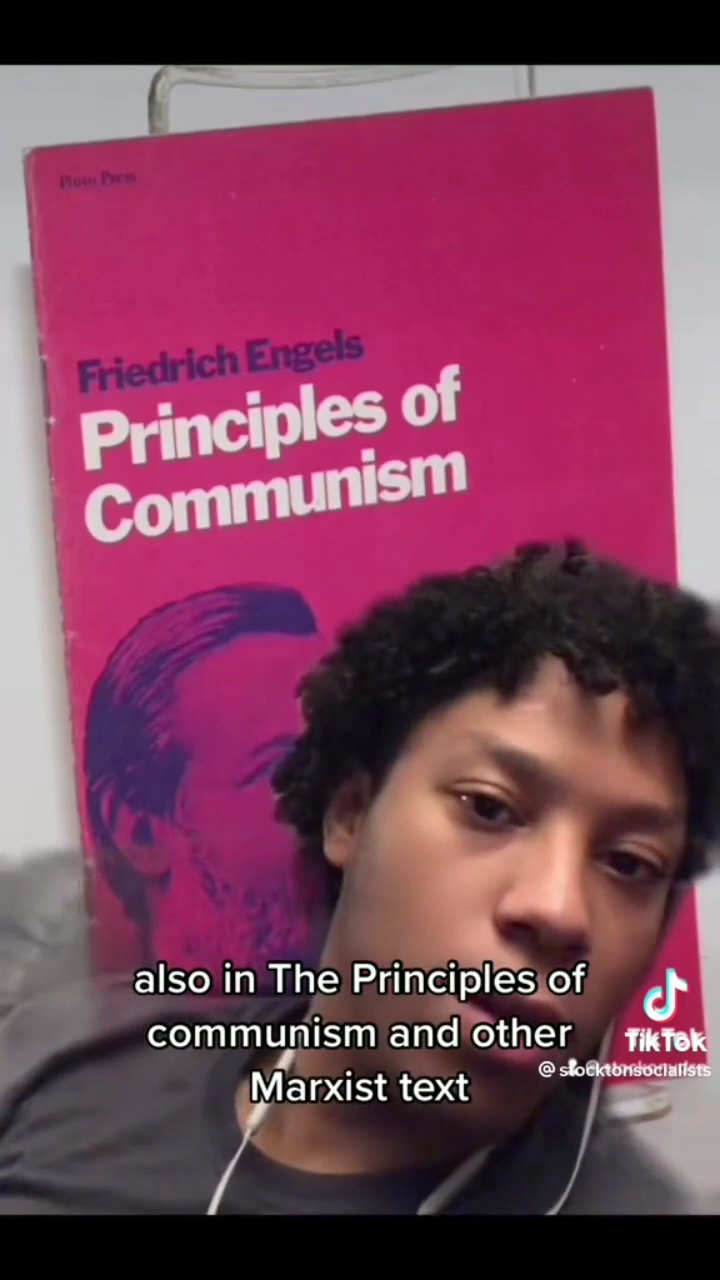 Pluto Press
Friedrich Engels
Principles of
Communism
also in The Principles of
communism and other
Marxist text
TikTok
@stocktonsocialists